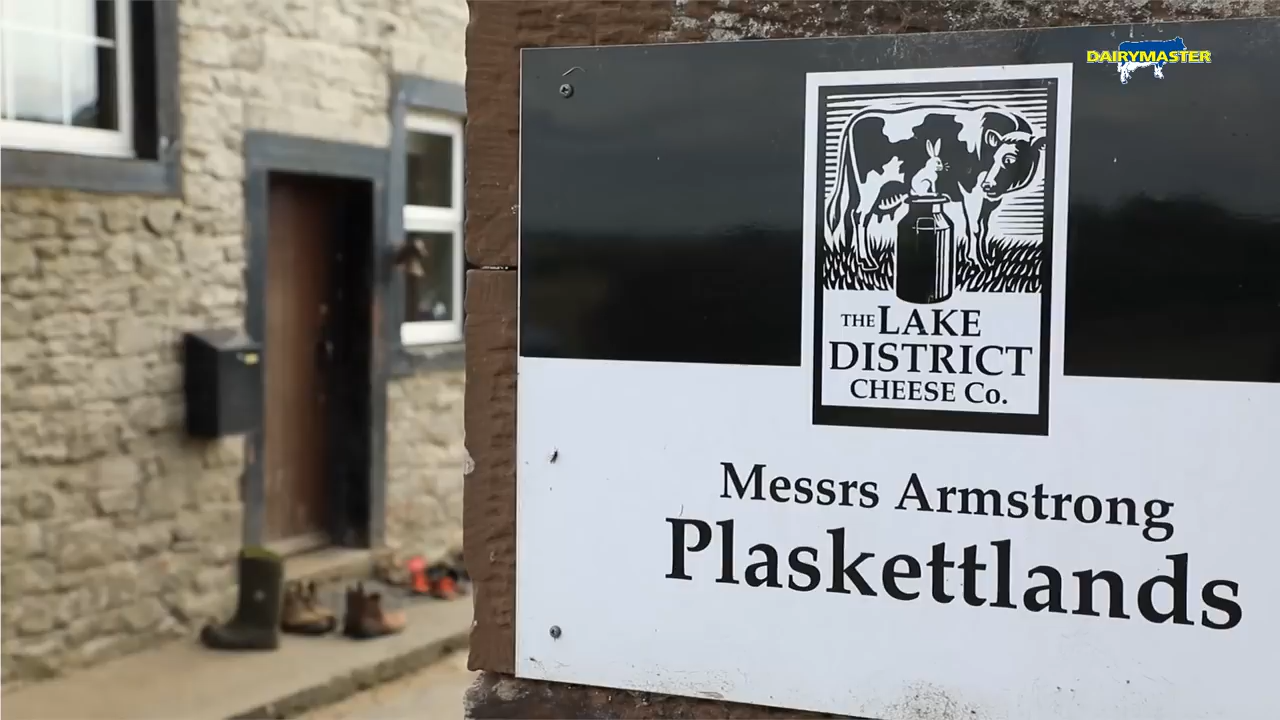 DAIRYMASTER
THE LAKE
DISTRICT
CHEESE Co.
Messrs Armstrong
Plaskettlands